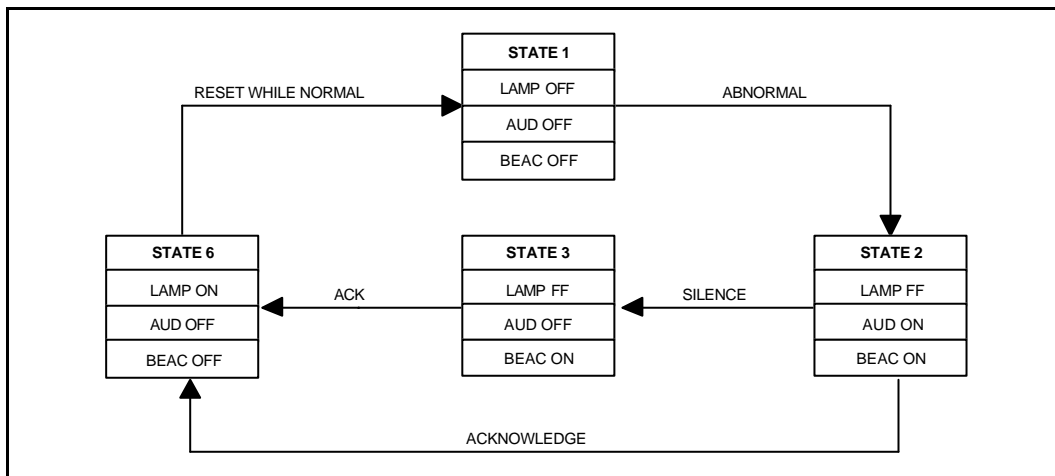 STATE 1
LAMP OFF
AUD OFF
BEAC OFF
RESET WHILE NORMAL
ABNORMAL
STATE 6
LAMP ON
AUD OFF
BEAC OFF
ACK
STATE 3
LAMP FF
AUD OFF
BEAC ON
SILENCE
STATE 2
LAMP FF
AUD ON
BEAC ON
ACKNOWLEDGE